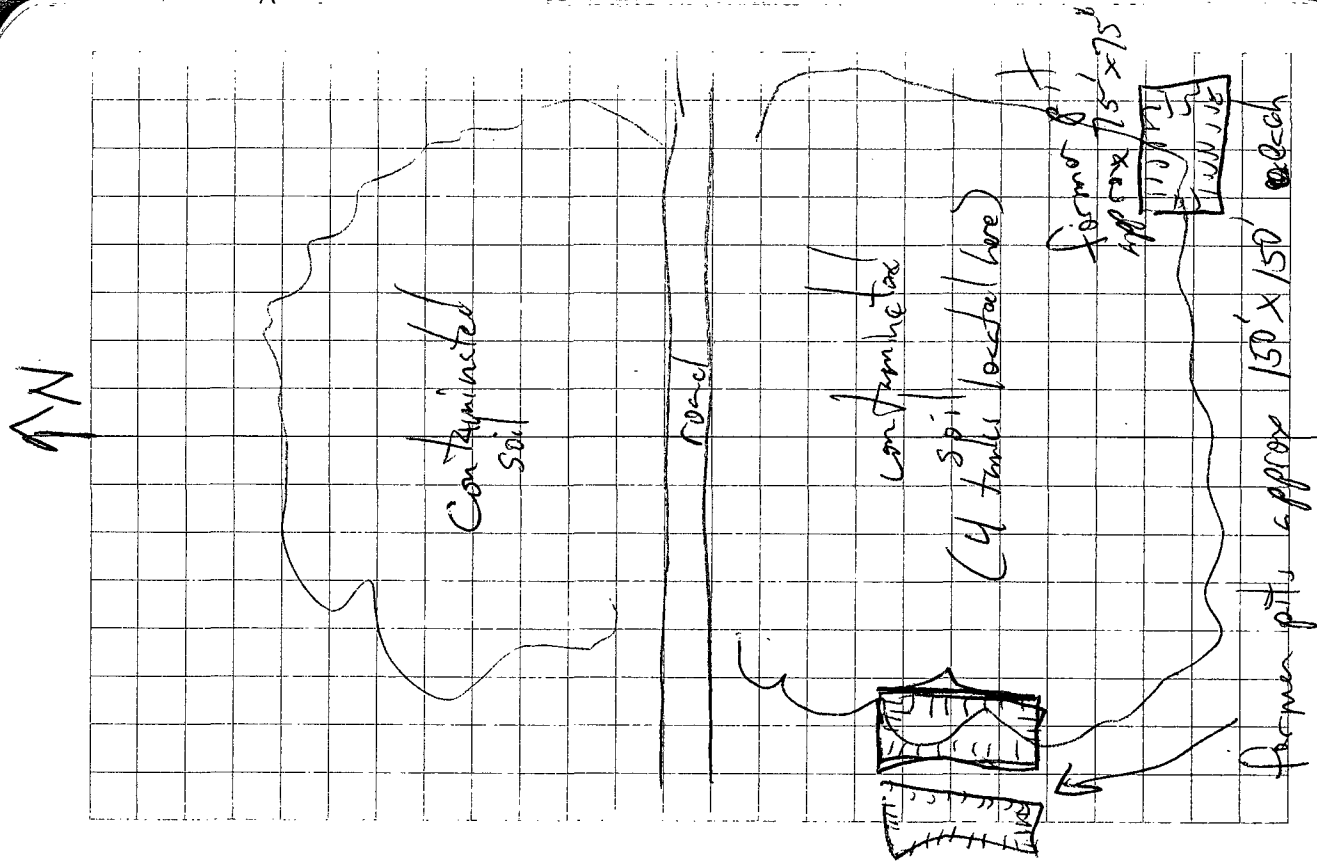 N
Contaminated
soil
road
contaminated
soil
(4 tanks located here)
former pit
approx 75' x 75'
former pits approx 150' x 150' each